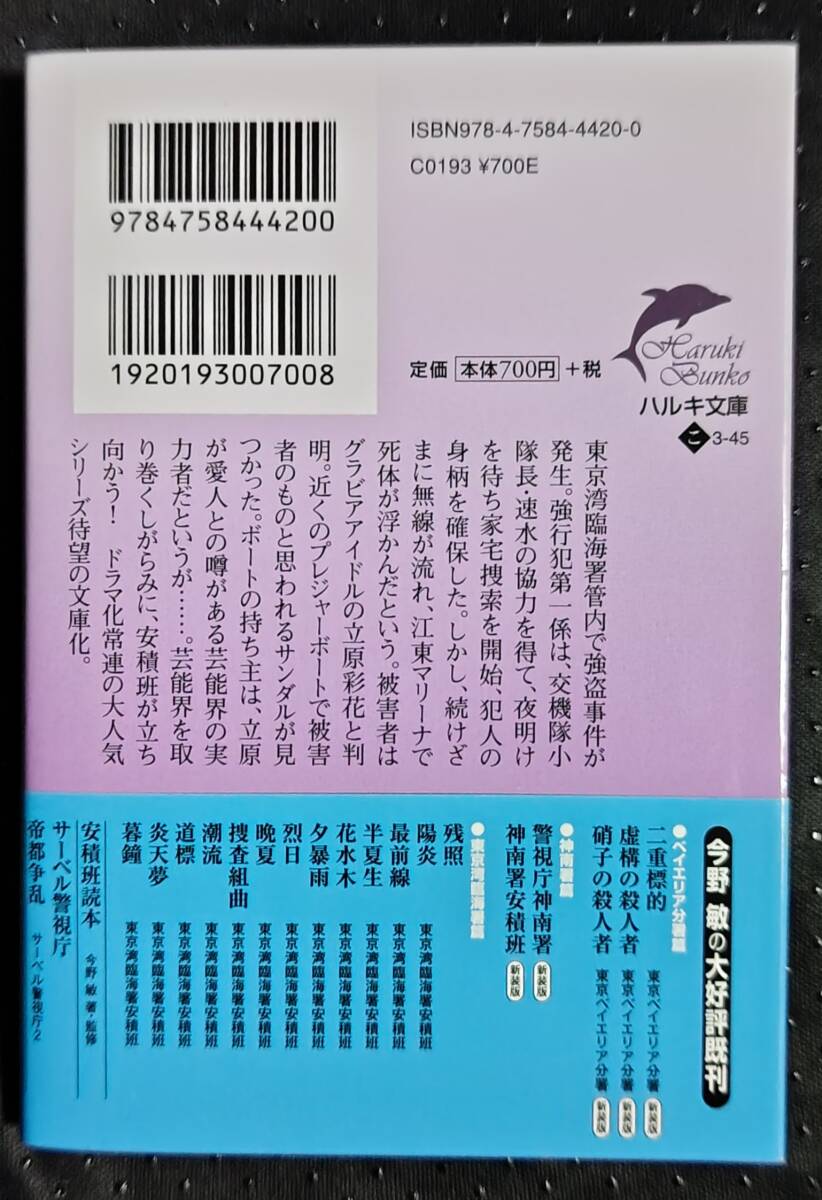 ISBN978-4-7584-4420-0
C0193 ¥700E
9784758444200
1920193007008
定価 本体700円 +税
Haruki
Bunko
ハルキ文庫
こ 3-45
東京湾臨海署管内で強盗事件が
発生。強行犯第一係は、交機隊小
隊長・速水の協力を得て、夜明け
を待ち家宅捜索を開始、犯人の
身柄を確保した。しかし、続けざ
まに無線が流れ、江東マリーナで
死体が浮かんだという。被害者は
グラビアアイドルの立原彩花と判
明。近くのプレジャーボートで被害
者のものと思われるサンダルが見
つかった。ボートの持ち主は、立原
が愛人との噂がある芸能界の実
力者だというが……。芸能界を取
り巻くしがらみに、安積班が立ち
向かう! ドラマ化常連の大人気
シリーズ待望の文庫化。
今野 敏の大好評既刊
●ベイエリア分署篇
二重標的 東京ベイエリア分署 新装版
虚構の殺人者 東京ベイエリア分署 新装版
硝子の殺人者 東京ベイエリア分署 新装版
●神南署篇
警視庁神南署 新装版
神南署安積班 新装版
●東京湾臨海署篇
残照
陽炎 東京湾臨海署安積班
最前線 東京湾臨海署安積班
半夏生 東京湾臨海署安積班
花水木 東京湾臨海署安積班
夕暴雨 東京湾臨海署安積班
烈日 東京湾臨海署安積班
晩夏 東京湾臨海署安積班
捜査組曲 東京湾臨海署安積班
潮流 東京湾臨海署安積班
道標 東京湾臨海署安積班
炎天夢 東京湾臨海署安積班
暮鐘 東京湾臨海署安積班
安積班読本 今野 敏 著・監修
サーベル警視庁
帝都争乱 サーベル警視庁2